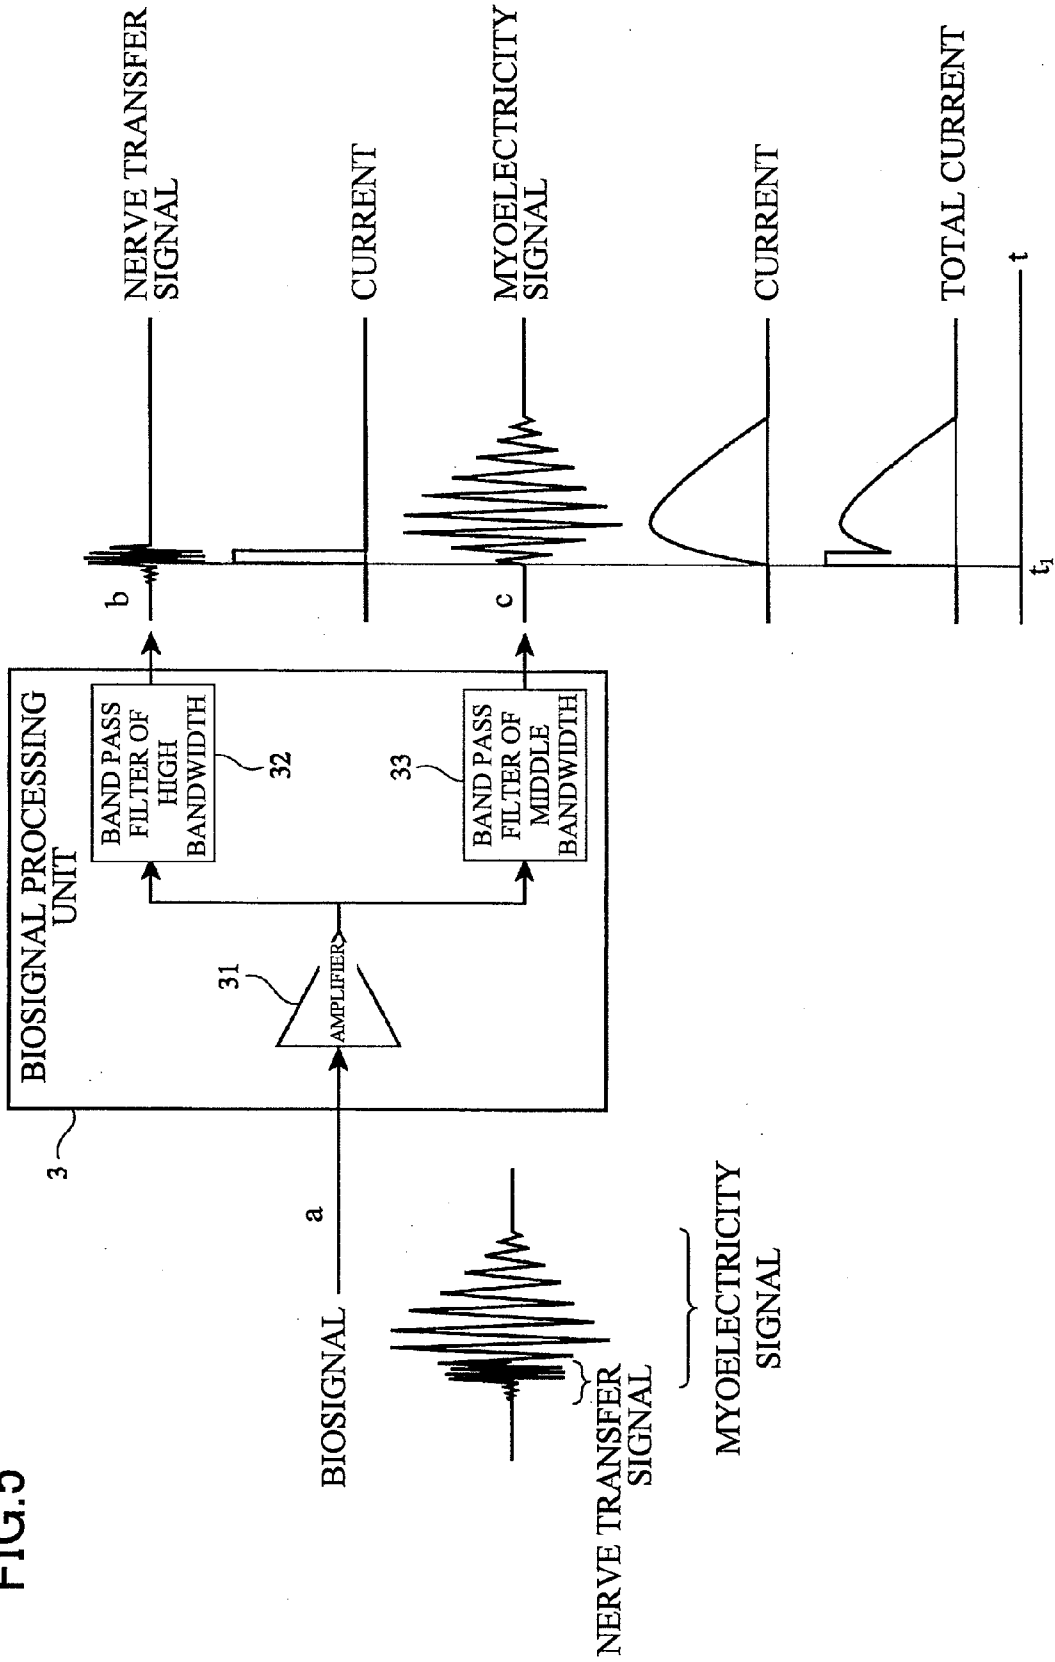 FIG.5
BIOSIGNAL PROCESSING
UNIT
3
BIOSIGNAL
a
31
AMPLIFIER
BAND PASS
FILTER OF
HIGH
BANDWIDTH
32
33
BAND PASS
FILTER OF
MIDDLE
BANDWIDTH
NERVE TRANSFER
SIGNAL
MYOELECTRICITY
SIGNAL
b
NERVE TRANSFER
SIGNAL
CURRENT
c
MYOELECTRICITY
SIGNAL
CURRENT
TOTAL CURRENT
t1
t